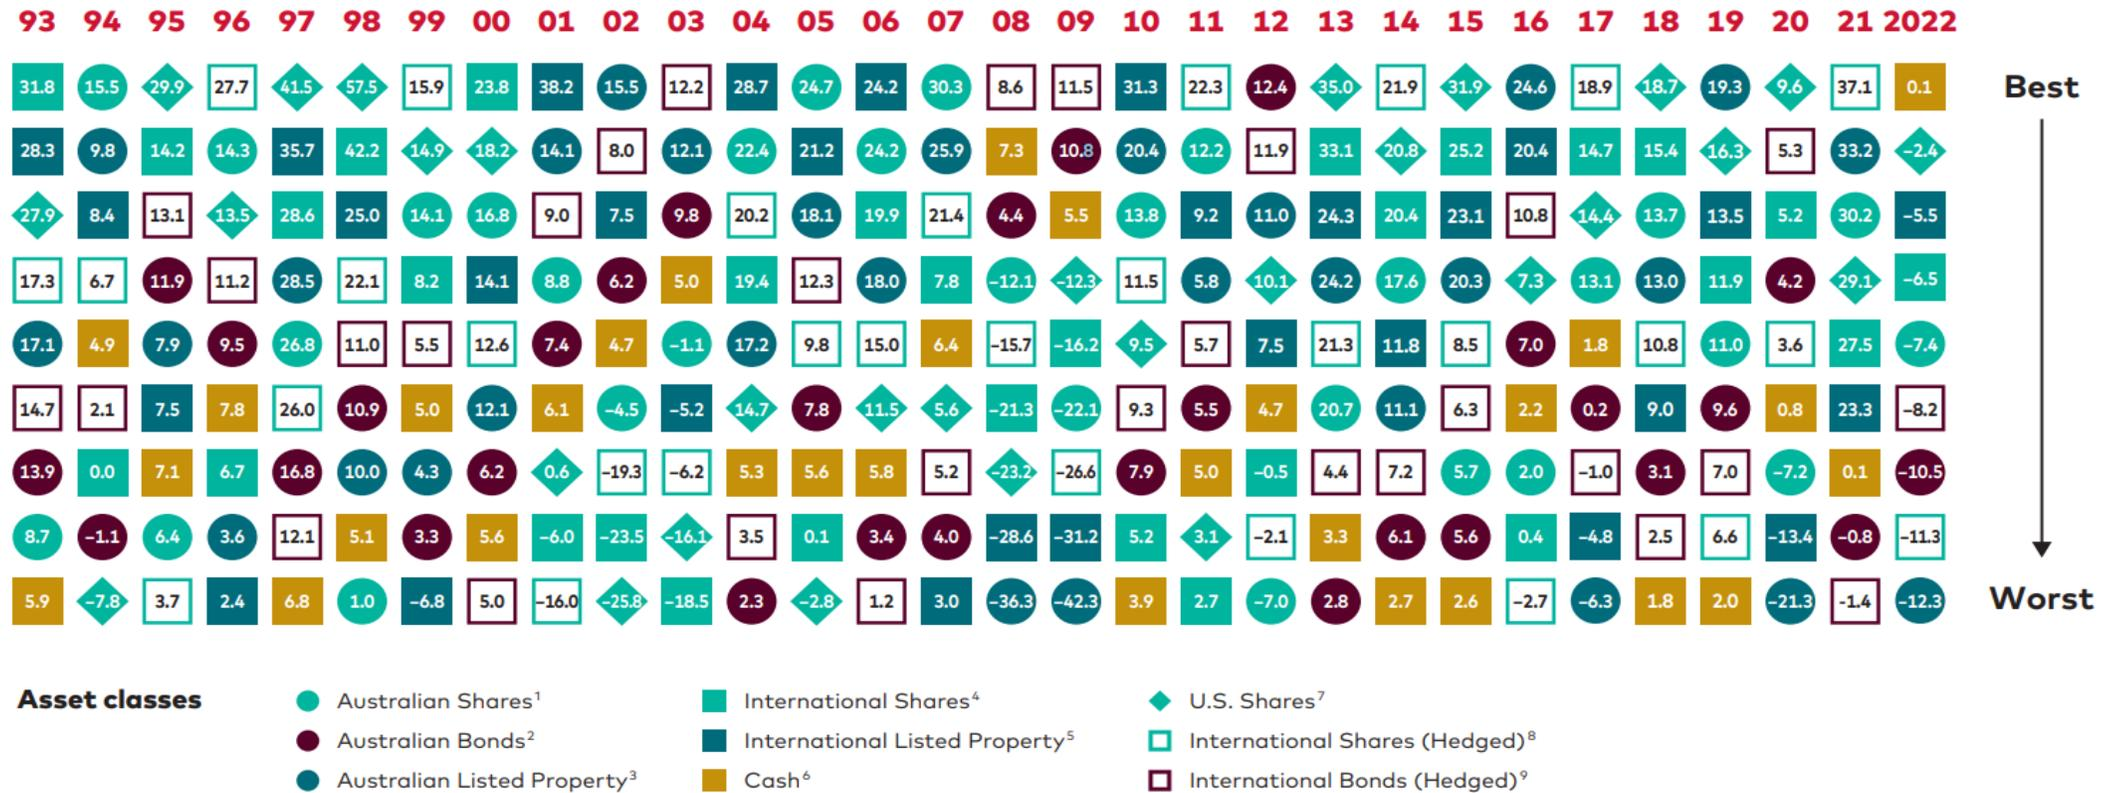 93 94 95 96 97 98 99 00 01 02 03 04 05 06 07 08 09 10 11 12 13 14 15 16 17 18 19 20 21 2022
31.8 15.5 29.9 27.7 41.5 57.5 15.9 23.8 38.2 15.5 12.2 28.7 24.7 24.2 30.3 8.6 11.5 31.3 22.3 12.4 35.0 21.9 31.9 24.6 18.9 18.7 19.3 9.6 37.1 0.1 Best
28.3 9.8 14.2 14.3 35.7 42.2 14.9 18.2 14.1 8.0 12.1 22.4 21.2 24.2 25.9 7.3 10.8 20.4 12.2 11.9 33.1 20.8 25.2 20.4 14.7 15.4 16.3 5.3 33.2 −2.4
27.9 8.4 13.1 13.5 28.6 25.0 14.1 16.8 9.0 7.5 9.8 20.2 18.1 19.9 21.4 4.4 5.5 13.8 9.2 11.0 24.3 20.4 23.1 10.8 14.4 13.7 13.5 5.2 30.2 −5.5
17.3 6.7 11.9 11.2 28.5 22.1 8.2 14.1 8.8 6.2 5.0 19.4 12.3 18.0 7.8 −12.1 −12.3 11.5 5.8 10.1 24.2 17.6 20.3 7.3 13.1 13.0 11.9 4.2 29.1 −6.5
17.1 4.9 7.9 9.5 26.8 11.0 5.5 12.6 7.4 4.7 −1.1 17.2 9.8 15.0 6.4 −15.7 −16.2 9.5 5.7 7.5 21.3 11.8 8.5 7.0 1.8 10.8 11.0 3.6 27.5 −7.4
14.7 2.1 7.5 7.8 26.0 10.9 5.0 12.1 6.1 −4.5 −5.2 14.7 7.8 11.5 5.6 −21.3 −22.1 9.3 5.5 4.7 20.7 11.1 6.3 2.2 0.2 9.0 9.6 0.8 23.3 −8.2
13.9 0.0 7.1 6.7 16.8 10.0 4.3 6.2 0.6 −19.3 −6.2 5.3 5.6 5.8 5.2 −23.2 −26.6 7.9 5.0 −0.5 4.4 7.2 5.7 2.0 −1.0 3.1 7.0 −7.2 0.1 −10.5
8.7 −1.1 6.4 3.6 12.1 5.1 3.3 5.6 −6.0 −23.5 −16.1 3.5 0.1 3.4 4.0 −28.6 −31.2 5.2 3.1 −2.1 3.3 6.1 5.6 0.4 −4.8 2.5 6.6 −13.4 −0.8 −11.3
5.9 −7.8 3.7 2.4 6.8 1.0 −6.8 5.0 −16.0 −25.8 −18.5 2.3 −2.8 1.2 3.0 −36.3 −42.3 3.9 2.7 −7.0 2.8 2.7 2.6 −2.7 −6.3 1.8 2.0 −21.3 -1.4 −12.3 Worst
Asset classes Australian Shares¹ International Shares⁴ U.S. Shares⁷
Australian Bonds² International Listed Property⁵ International Shares (Hedged)⁸
Australian Listed Property³ Cash⁶ International Bonds (Hedged)⁹